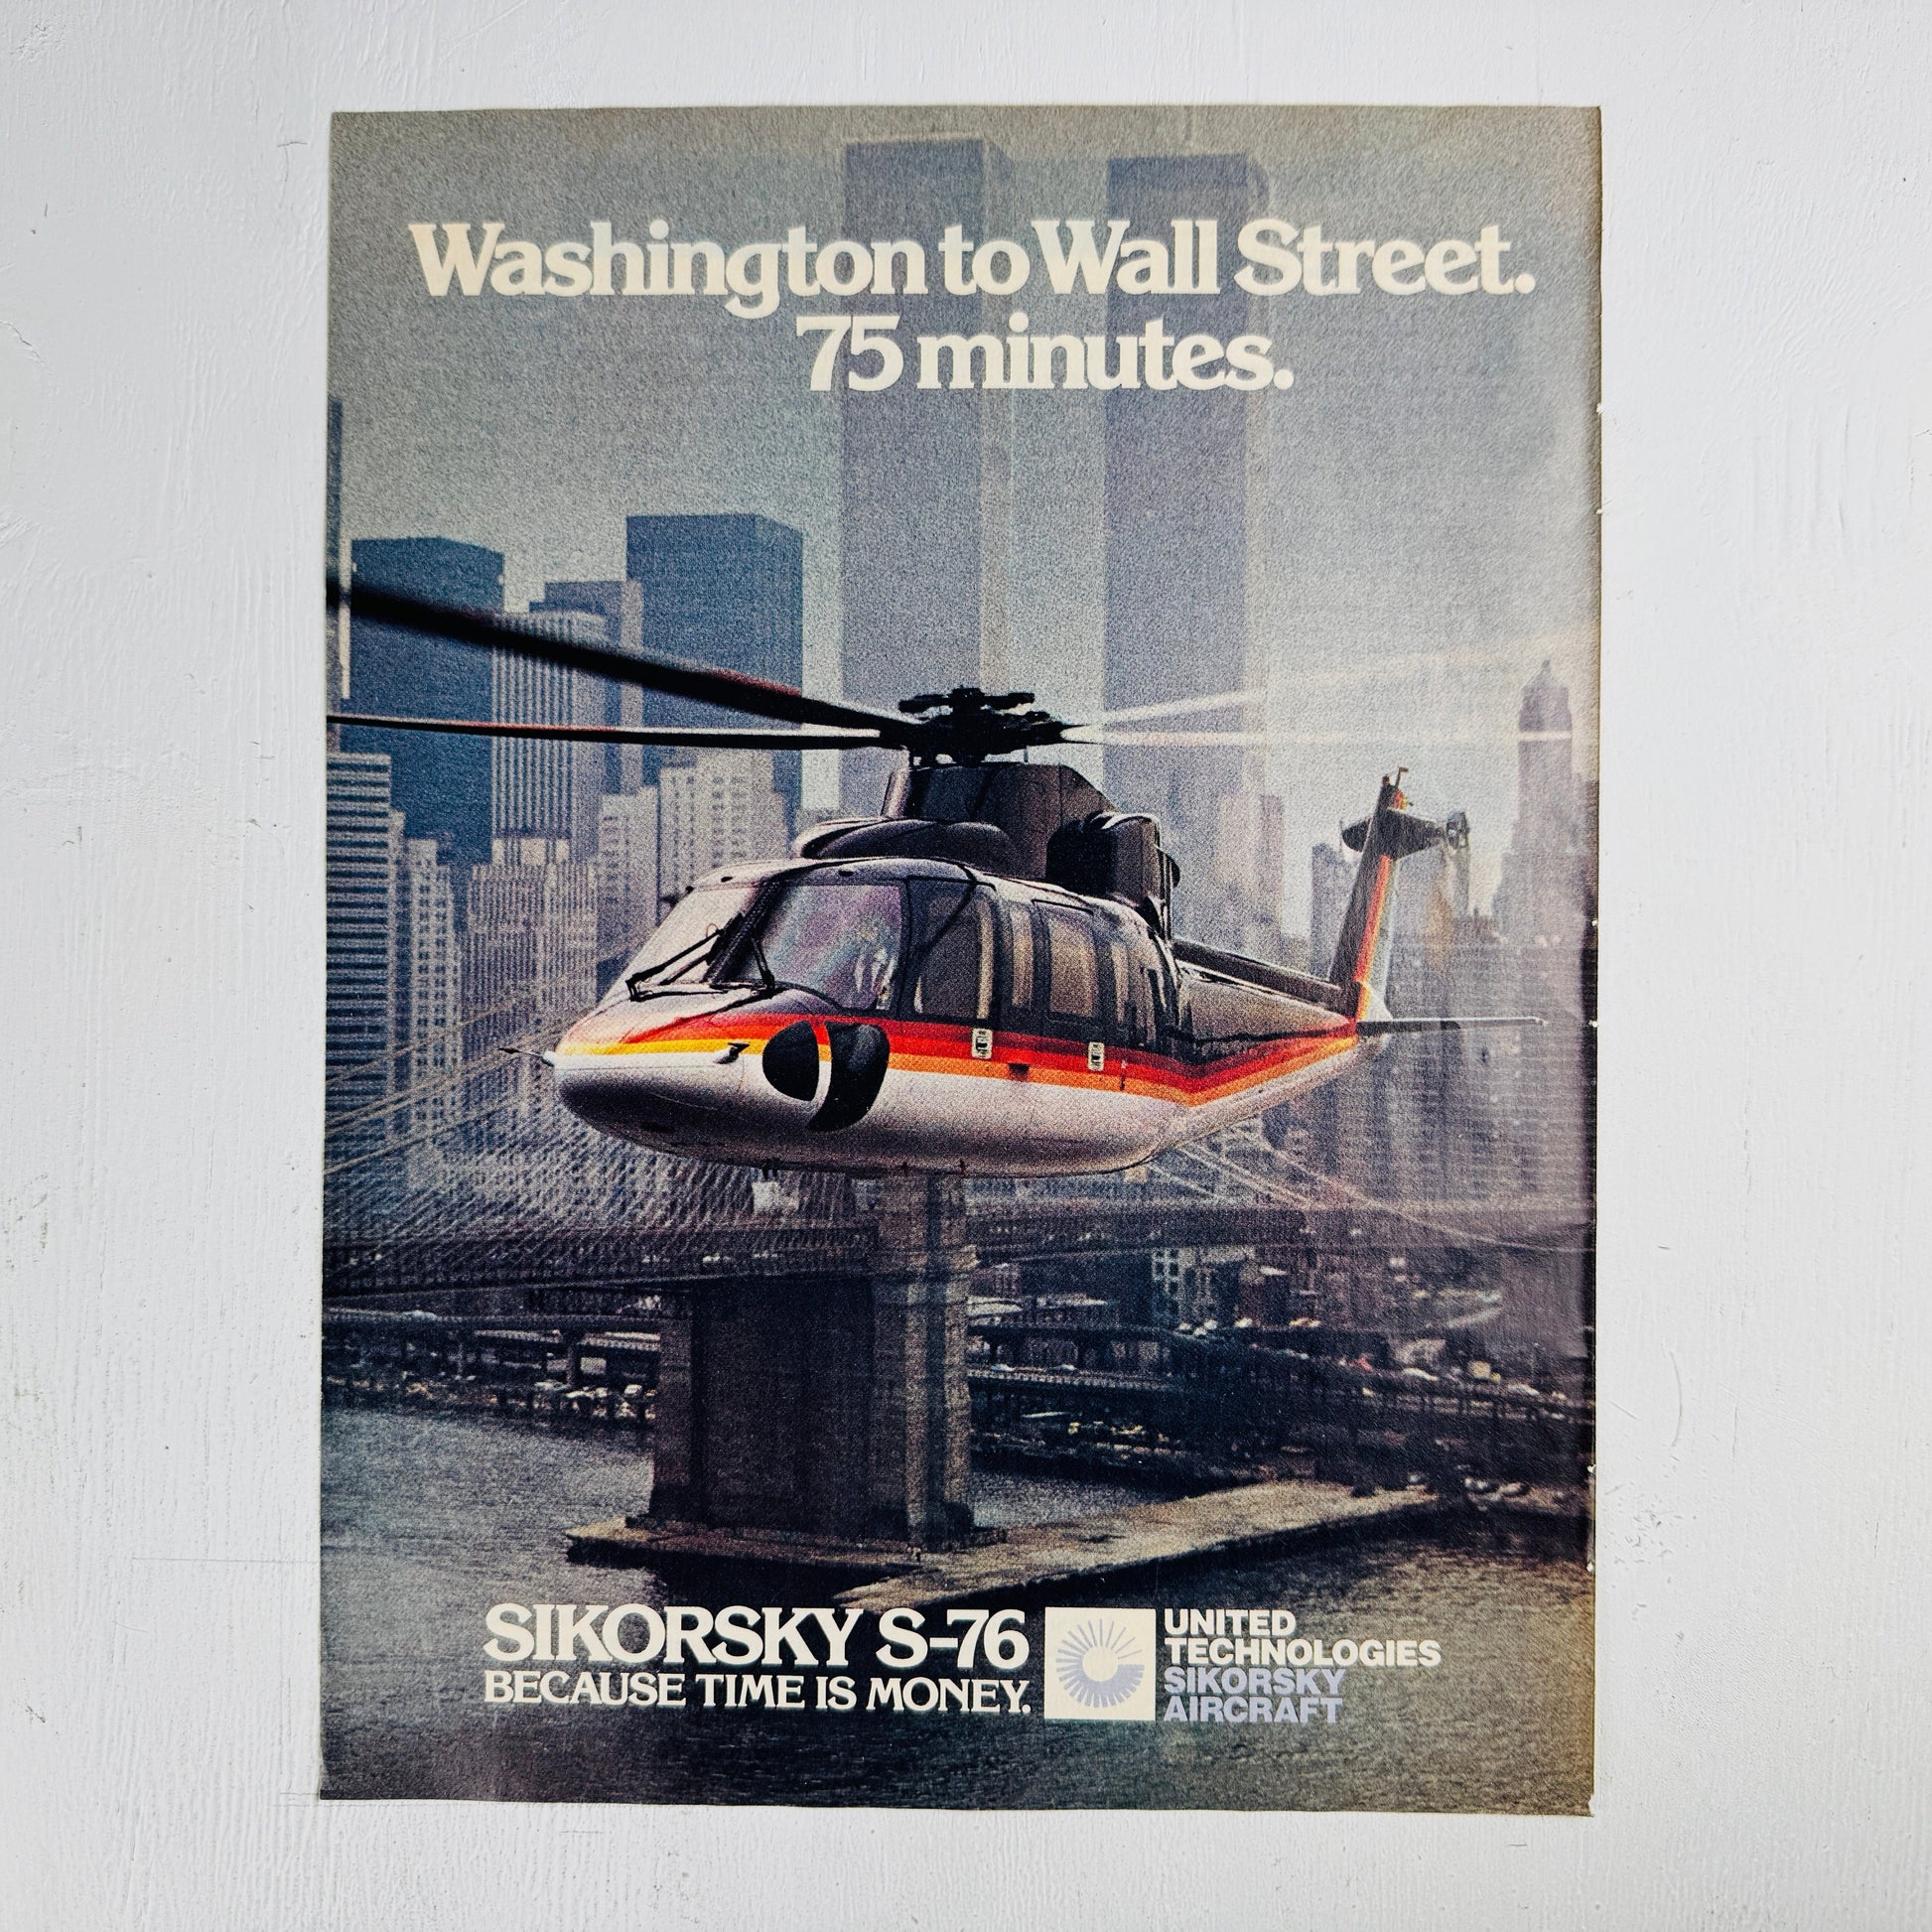 Washington to Wall Street.
75 minutes.
SIKORSKY S-76
BECAUSE TIME IS MONEY.
UNITED
TECHNOLOGIES
SIKORSKY
AIRCRAFT